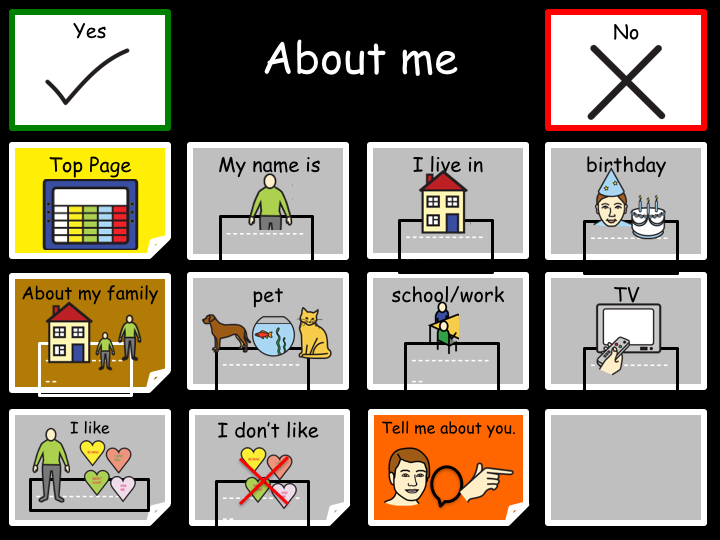 Yes
About me
No
Top Page
My name is
I live in
birthday
About my family
pet
school/work
TV
I like
I don't like
Tell me about you.